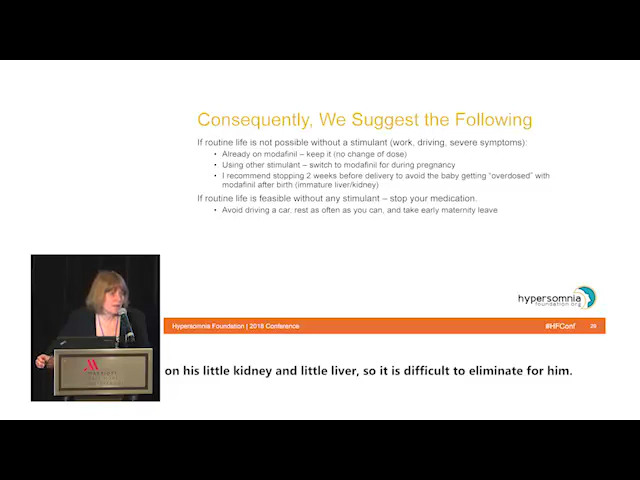 Consequently, We Suggest the Following
If routine life is not possible without a stimulant (work, driving, severe symptoms):
• Already on modafinil – keep it (no change of dose)
• Using other stimulant – switch to modafinil for during pregnancy
• I recommend stopping 2 weeks before delivery to avoid the baby getting “overdosed” with
modafinil after birth (immature liver/kidney)
If routine life is feasible without any stimulant – stop your medication.
• Avoid driving a car, rest as often as you can, and take early maternity leave
hypersomnia
foundation.org
Hypersomnia Foundation | 2018 Conference
#HFConf
28
Marriott
on his little kidney and little liver, so it is difficult to eliminate for him.